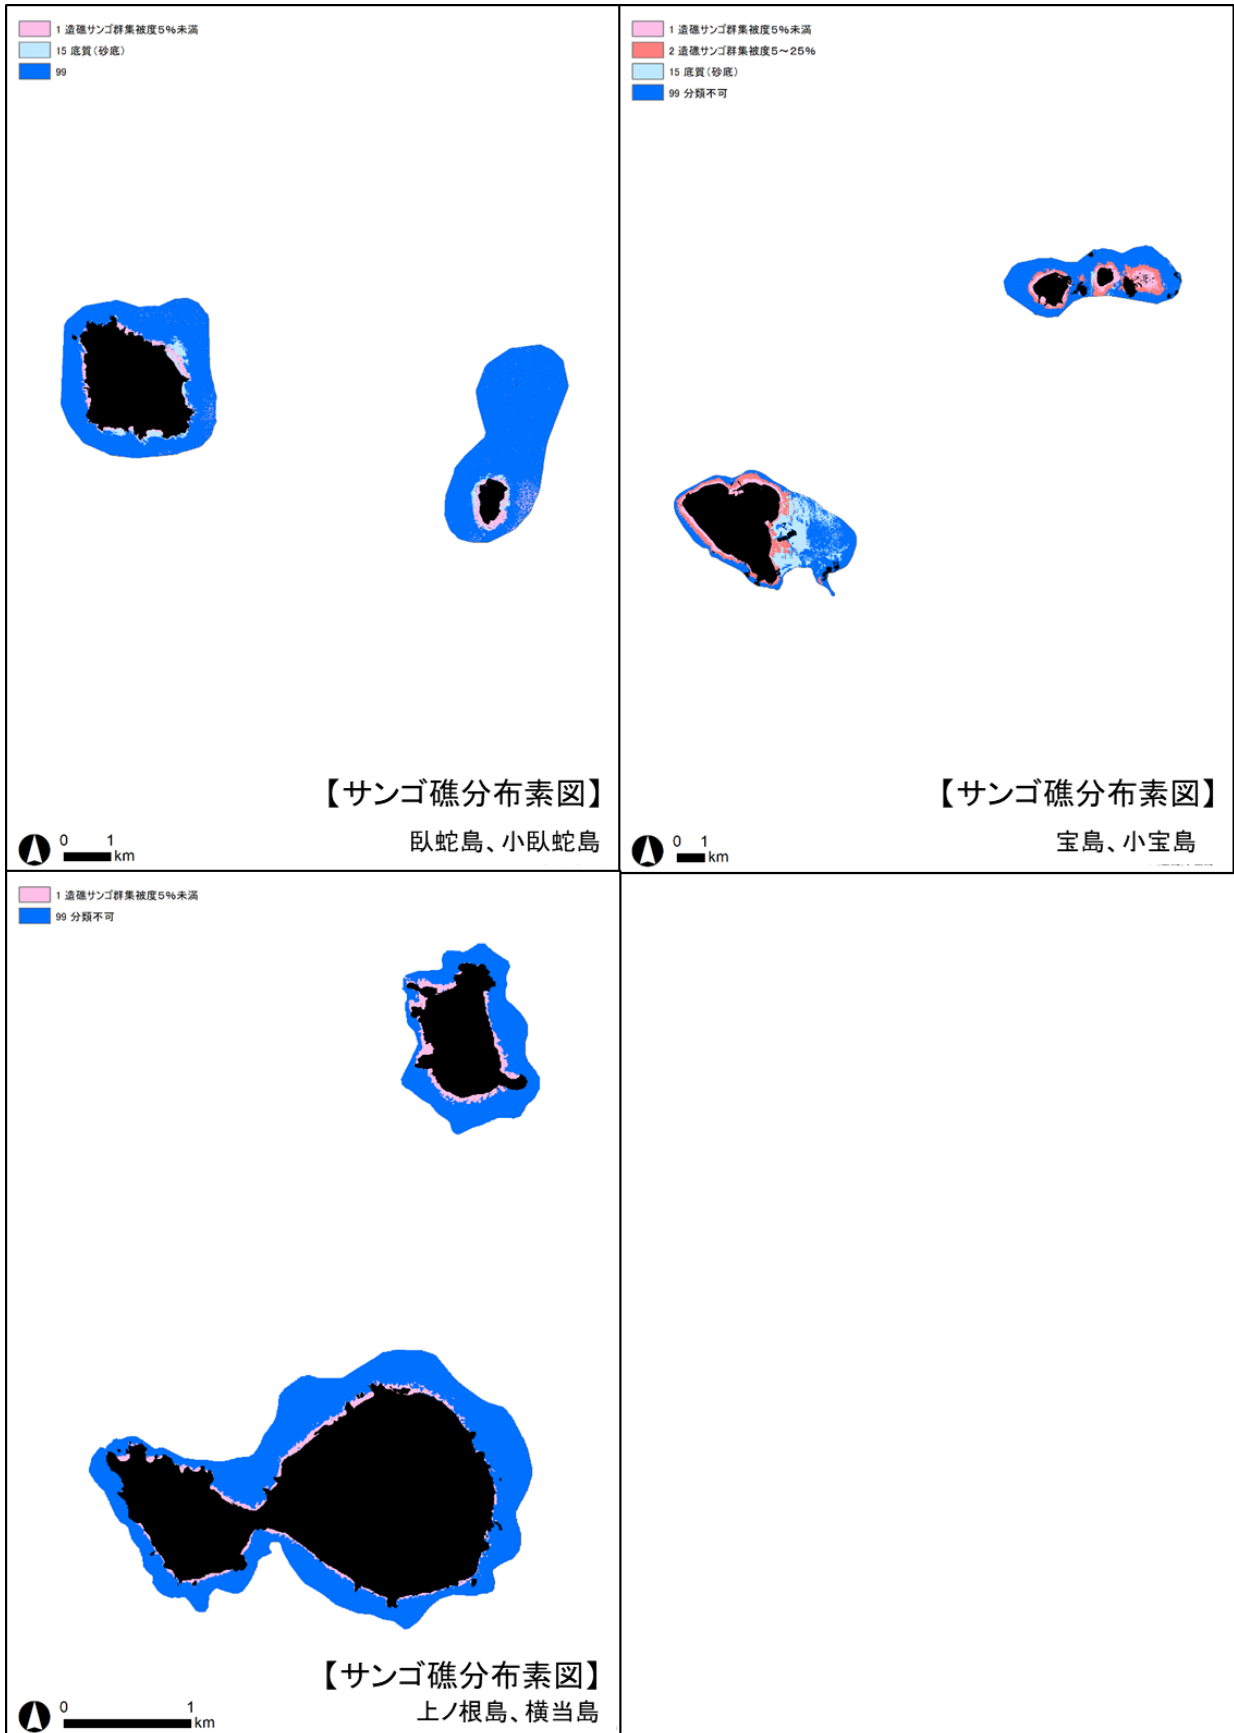 1 造礁サンゴ群集被度5%未満
15 底質(砂底)
99
【サンゴ礁分布素図】
臥蛇島、小臥蛇島
0 1
km
1 造礁サンゴ群集被度5%未満
2 造礁サンゴ群集被度5～25%
15 底質(砂底)
99 分類不可
【サンゴ礁分布素図】
宝島、小宝島
0 1
km
1 造礁サンゴ群集被度5%未満
99 分類不可
【サンゴ礁分布素図】
上ノ根島、横当島
0 1
km